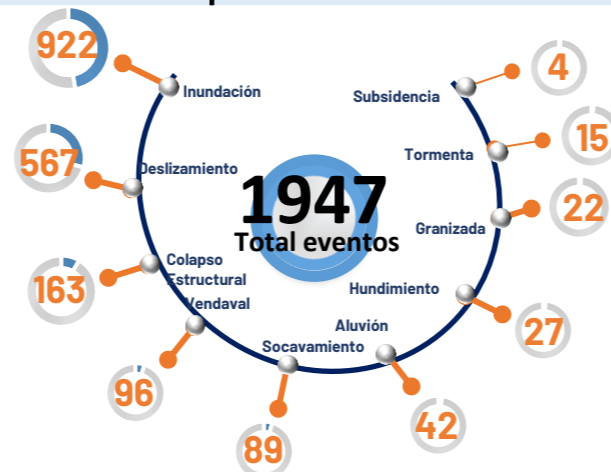 922
Inundación
567
Deslizamiento
163
Colapso
Estructural
96
Vendaval
89
Socavamiento
42
Aluvión
27
Hundimiento
22
Granizada
15
Tormenta
4
Subsidencia
1947
Total eventos